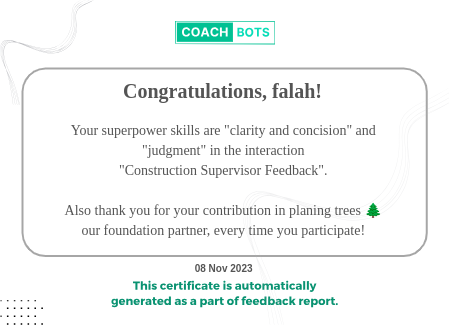 COACH BOTS
Congratulations, falah!
Your superpower skills are "clarity and concision" and
"judgment" in the interaction
"Construction Supervisor Feedback".
Also thank you for your contribution in planing trees 🌲
our foundation partner, every time you participate!
08 Nov 2023
This certificate is automatically
generated as a part of feedback report.